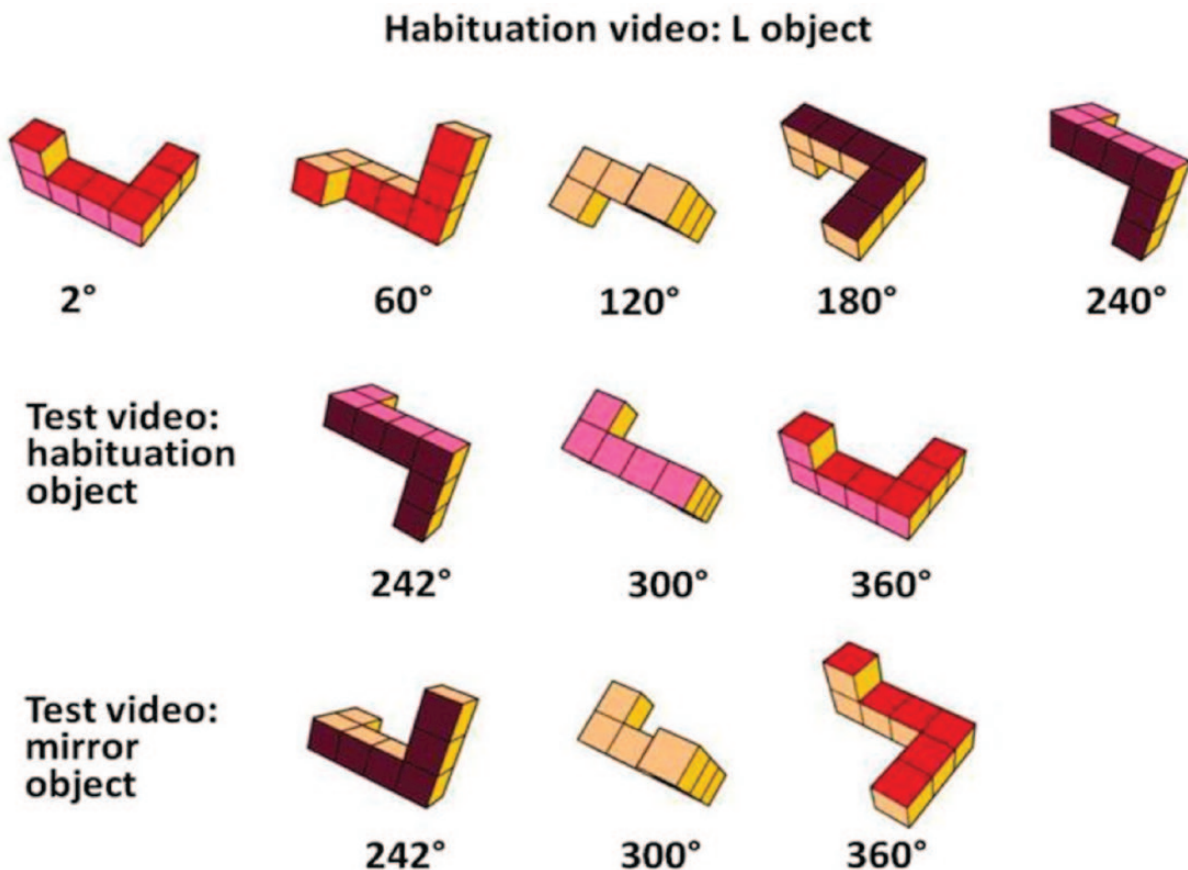 Habituation video: L object
2°
60°
120°
180°
240°
Test video:
habituation
object
242°
300°
360°
Test video:
mirror
object
242°
300°
360°